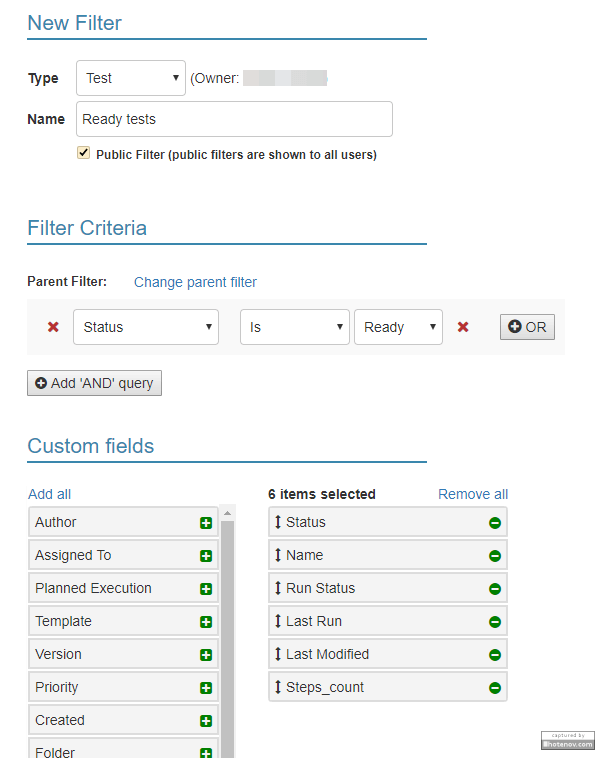 New Filter
Type Test (Owner:
Name Ready tests
Public Filter (public filters are shown to all users)
Filter Criteria
Parent Filter: Change parent filter
Status Is Ready OR
Add 'AND' query
Custom fields
Add all 6 items selected Remove all
Author Status
Assigned To Name
Planned Execution Run Status
Template Last Run
Version Last Modified
Priority Steps_count
Created
Folder
captured by
hotenov.com